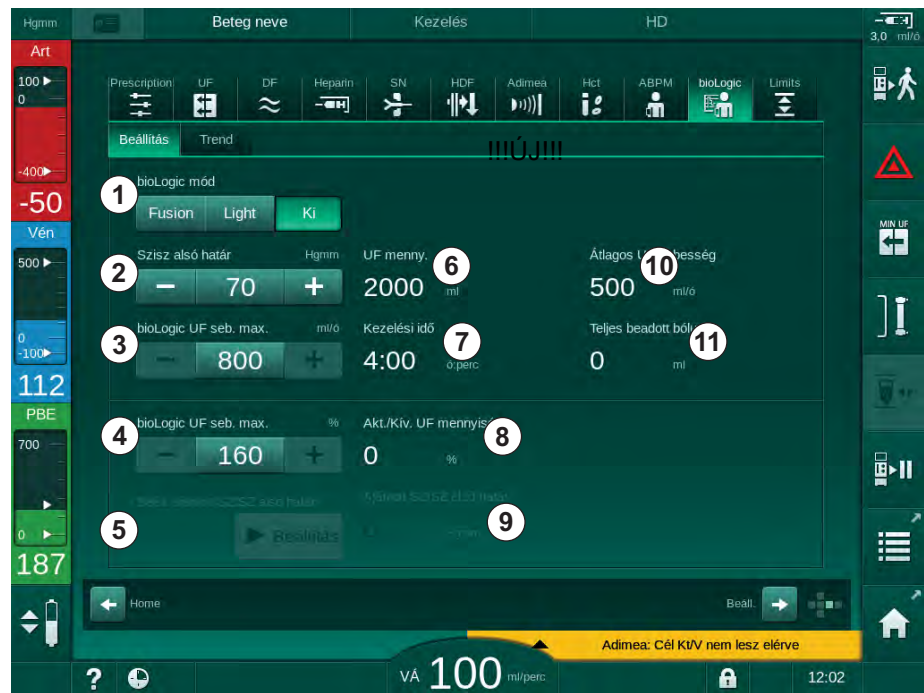 Hgmm
Beteg neve
Kezelés
HD
3,0 ml/ó
Art
100
0
-400
-50
Vén
500
0
-100
112
PBE
700
0
187
Prescription
UF
DF
Heparin
SN
HDF
Adimea
Hct
ABPM
bioLogic
Limits
Beállítás
Trend
!!!ÚJ!!!
bioLogic mód
1
Fusion
Light
Ki
Szisz alsó határ
Hgmm
2
70
UF menny.
6
2000 ml
Átlagos
10
500 ml/ó
bioLogic UF seb. max.
ml/ó
3
800
Kezelési idő
7
4:00 ó:perc
Teljes beadott
11
0 ml
bioLogic UF seb. max.
%
4
160
Akt./Kív. UF
8
0 %
5
Beállítás
9
MIN UF
Home
Beáll.
Adimea: Cél Kt/V nem lesz elérve
?
VÁ 100 ml/perc
12:02